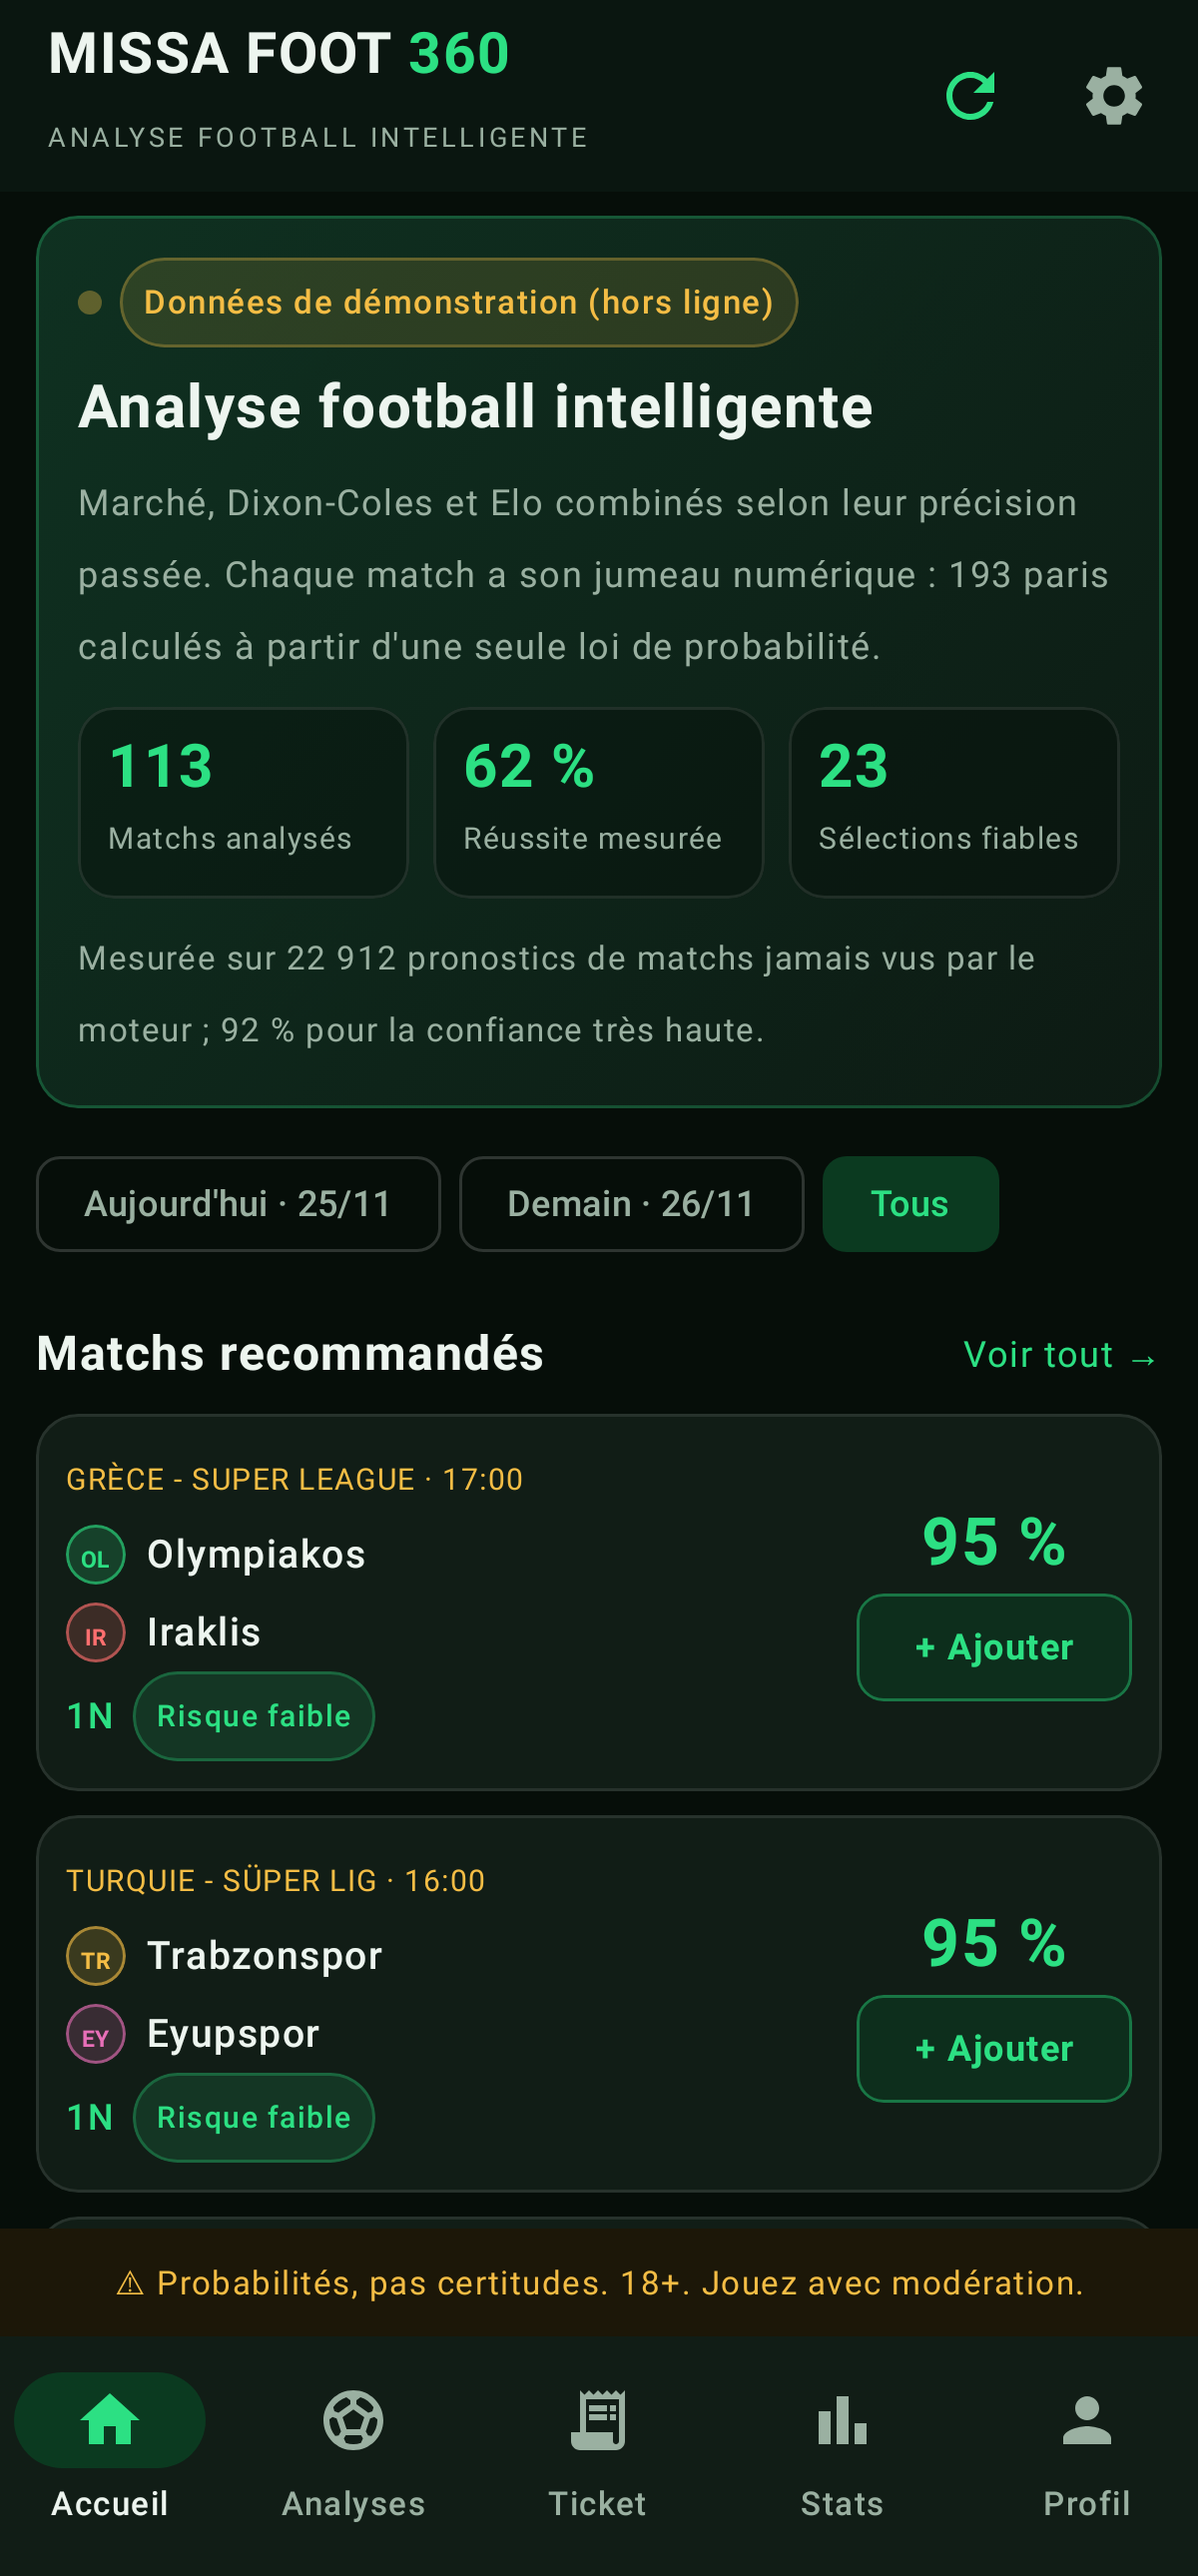 MISSA FOOT 360
ANALYSE FOOTBALL INTELLIGENTE
Données de démonstration (hors ligne)
Analyse football intelligente
Marché, Dixon-Coles et Elo combinés selon leur précision
passée. Chaque match a son jumeau numérique : 193 paris
calculés à partir d'une seule loi de probabilité.
113
Matchs analysés
62 %
Réussite mesurée
23
Sélections fiables
Mesurée sur 22 912 pronostics de matchs jamais vus par le
moteur ; 92 % pour la confiance très haute.
Aujourd'hui · 25/11
Demain · 26/11
Tous
Matchs recommandés
Voir tout →
GRÈCE - SUPER LEAGUE · 17:00
OL Olympiakos
IR Iraklis
1N Risque faible
95 %
+ Ajouter
TURQUIE - SÜPER LIG · 16:00
TR Trabzonspor
EY Eyupspor
1N Risque faible
95 %
+ Ajouter
⚠ Probabilités, pas certitudes. 18+. Jouez avec modération.
Accueil
Analyses
Ticket
Stats
Profil